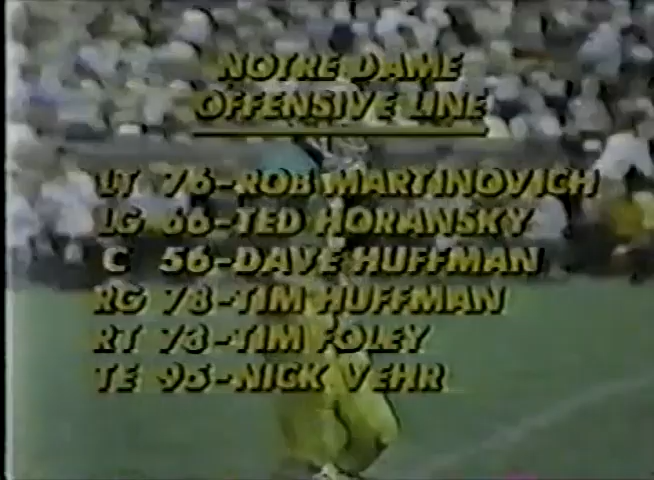 NOTRE DAME
OFFENSIVE LINE
LT 76-ROB MARTINOVICH
LG 66-TED HORANSKY
C 56-DAVE HUFFMAN
RG 78-TIM HUFFMAN
RT 73-TIM FOLEY
TE 95-NICK VEHR